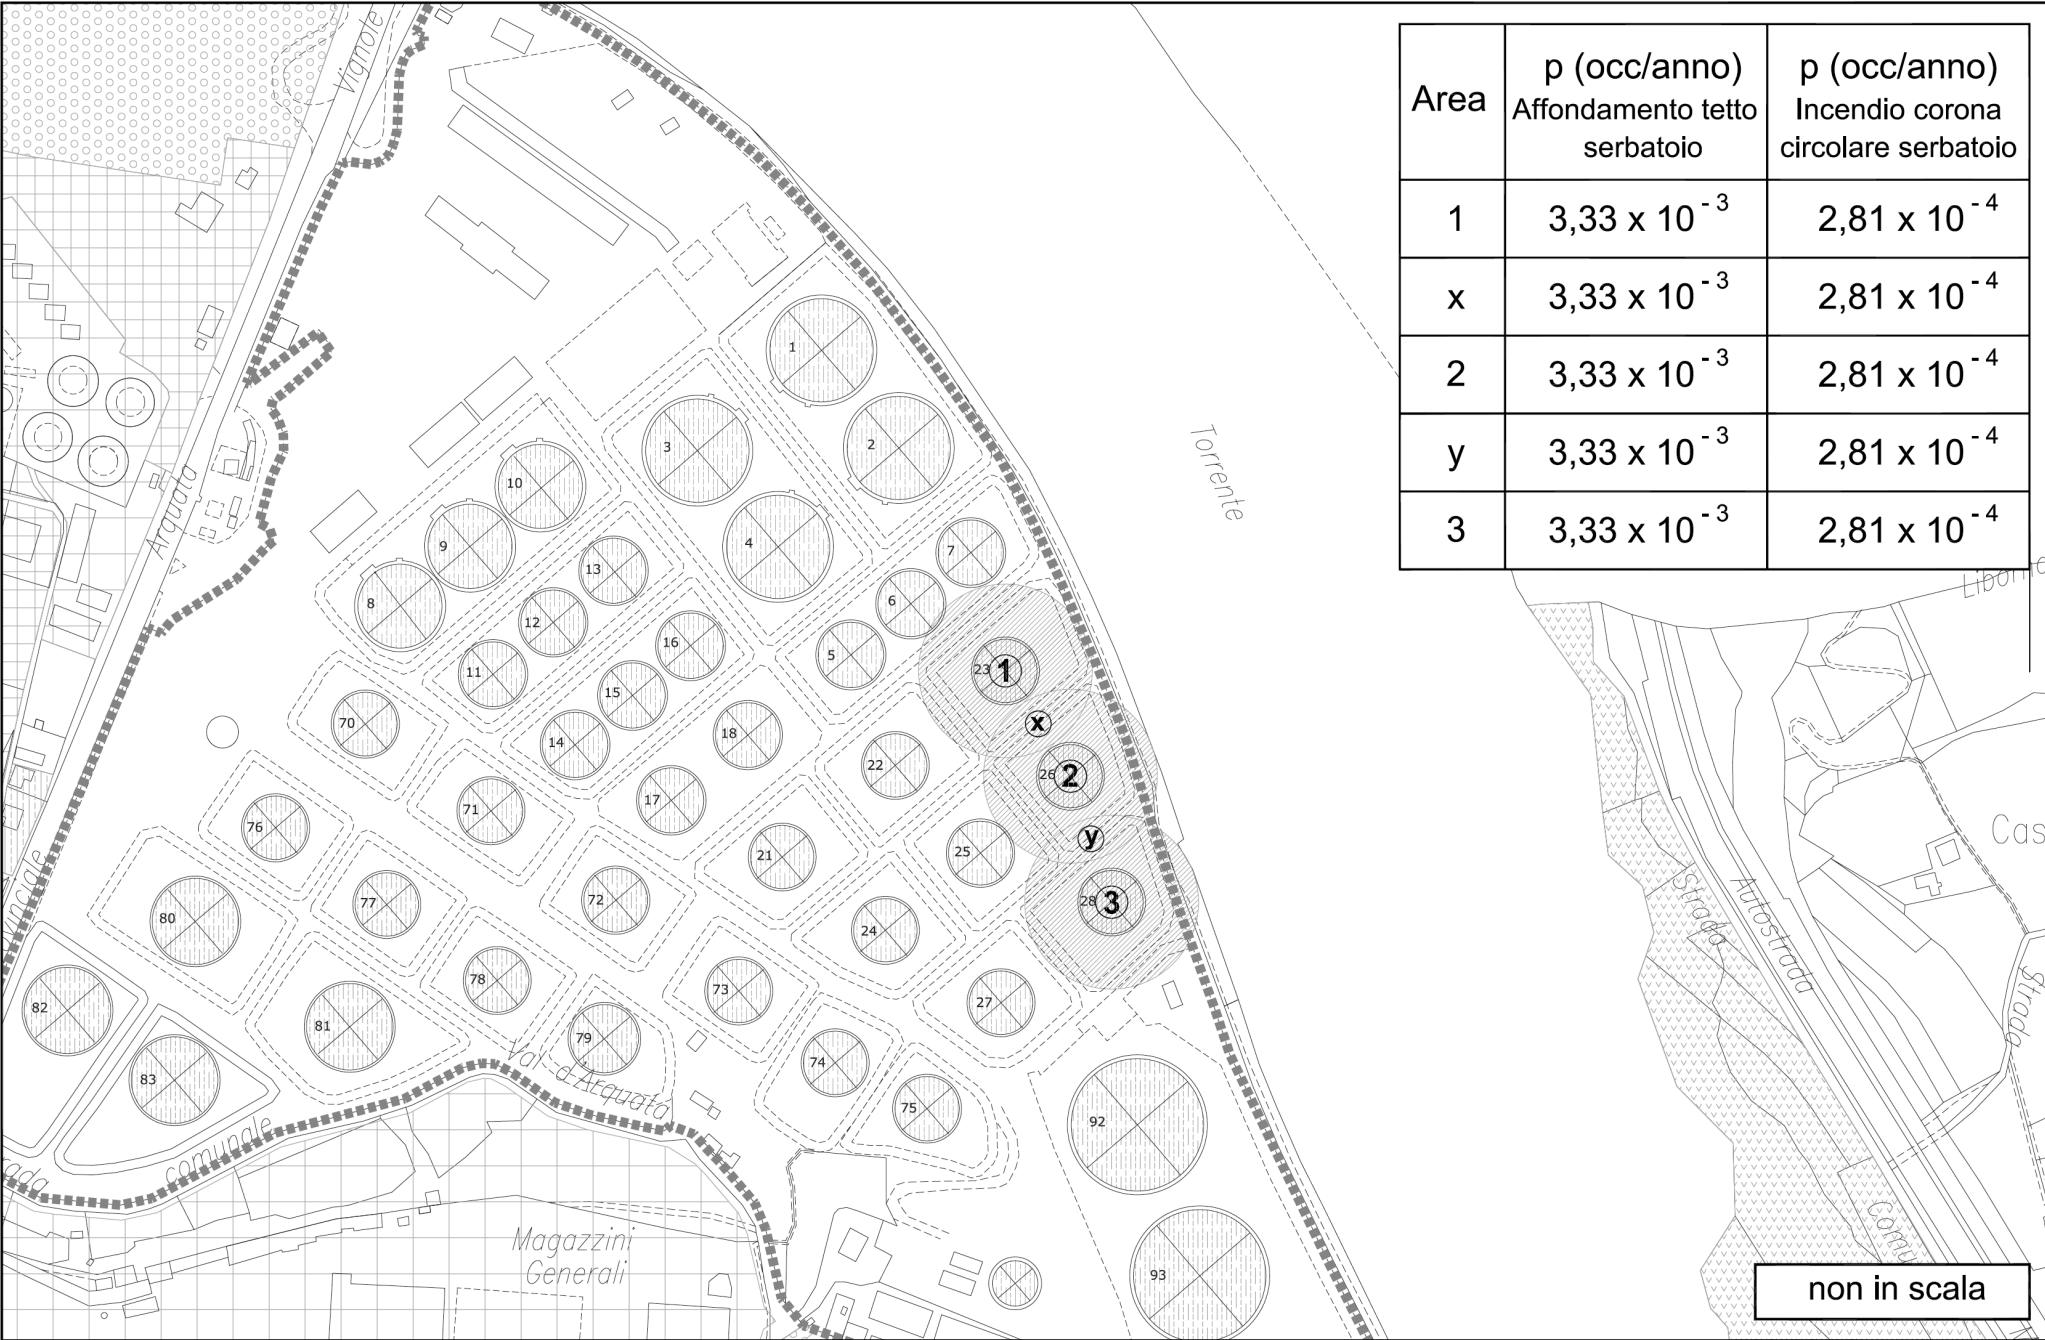 Area
p (occ/anno)
Affondamento tetto
serbatoio
p (occ/anno)
Incendio corona
circolare serbatoio
1
3,33 x 10 -3
2,81 x 10 -4
x
3,33 x 10 -3
2,81 x 10 -4
2
3,33 x 10 -3
2,81 x 10 -4
y
3,33 x 10 -3
2,81 x 10 -4
3
3,33 x 10 -3
2,81 x 10 -4
Vignole
Arquata
Torrente
1
2
3
4
10
9
8
13
12
11
7
6
5
16
15
14
23
1
x
26
2
y
28
3
18
17
22
21
25
24
27
70
71
72
73
74
75
76
77
78
79
80
81
82
83
92
93
Val d'Arquata
comunale
Magazzini
Generali
Strada
Autostrada
Strada
Cas
non in scala